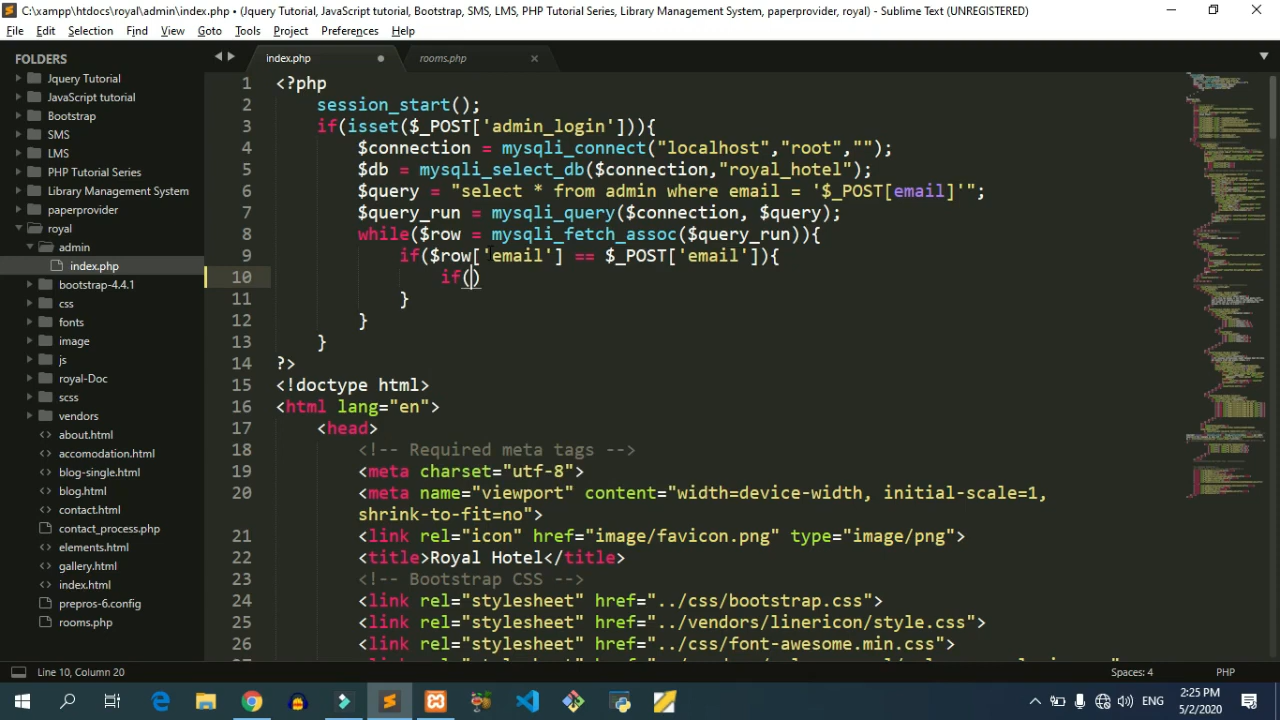 C:\xampp\htdocs\royal\admin\index.php • (Jquery Tutorial, JavaScript tutorial, Bootstrap, SMS, LMS, PHP Tutorial Series, Library Management System, paperprovider, royal) - Sublime Text (UNREGISTERED)
File Edit Selection Find View Goto Tools Project Preferences Help
FOLDERS
Jquery Tutorial
JavaScript tutorial
Bootstrap
SMS
LMS
PHP Tutorial Series
Library Management System
paperprovider
royal
admin
index.php
bootstrap-4.4.1
css
fonts
image
js
royal-Doc
scss
vendors
about.html
accomodation.html
blog-single.html
blog.html
contact.html
contact_process.php
elements.html
gallery.html
index.html
prepros-6.config
rooms.php
index.php rooms.php
1 <?php
2 session_start();
3 if(isset($_POST['admin_login'])){
4 $connection = mysqli_connect("localhost","root","");
5 $db = mysqli_select_db($connection,"royal_hotel");
6 $query = "select * from admin where email = '$_POST[email]'";
7 $query_run = mysqli_query($connection, $query);
8 while($row = mysqli_fetch_assoc($query_run)){
9 if($row['email'] == $_POST['email']){
10 if()
11 }
12 }
13 }
14 ?>
15 <!doctype html>
16 <html lang="en">
17 <head>
18 <!-- Required meta tags -->
19 <meta charset="utf-8">
20 <meta name="viewport" content="width=device-width, initial-scale=1,
shrink-to-fit=no">
21 <link rel="icon" href="image/favicon.png" type="image/png">
22 <title>Royal Hotel</title>
23 <!-- Bootstrap CSS -->
24 <link rel="stylesheet" href="../css/bootstrap.css">
25 <link rel="stylesheet" href="../vendors/linericon/style.css">
26 <link rel="stylesheet" href="../css/font-awesome.min.css">
Line 10, Column 20 Spaces: 4 PHP
ENG
2:25 PM
5/2/2020